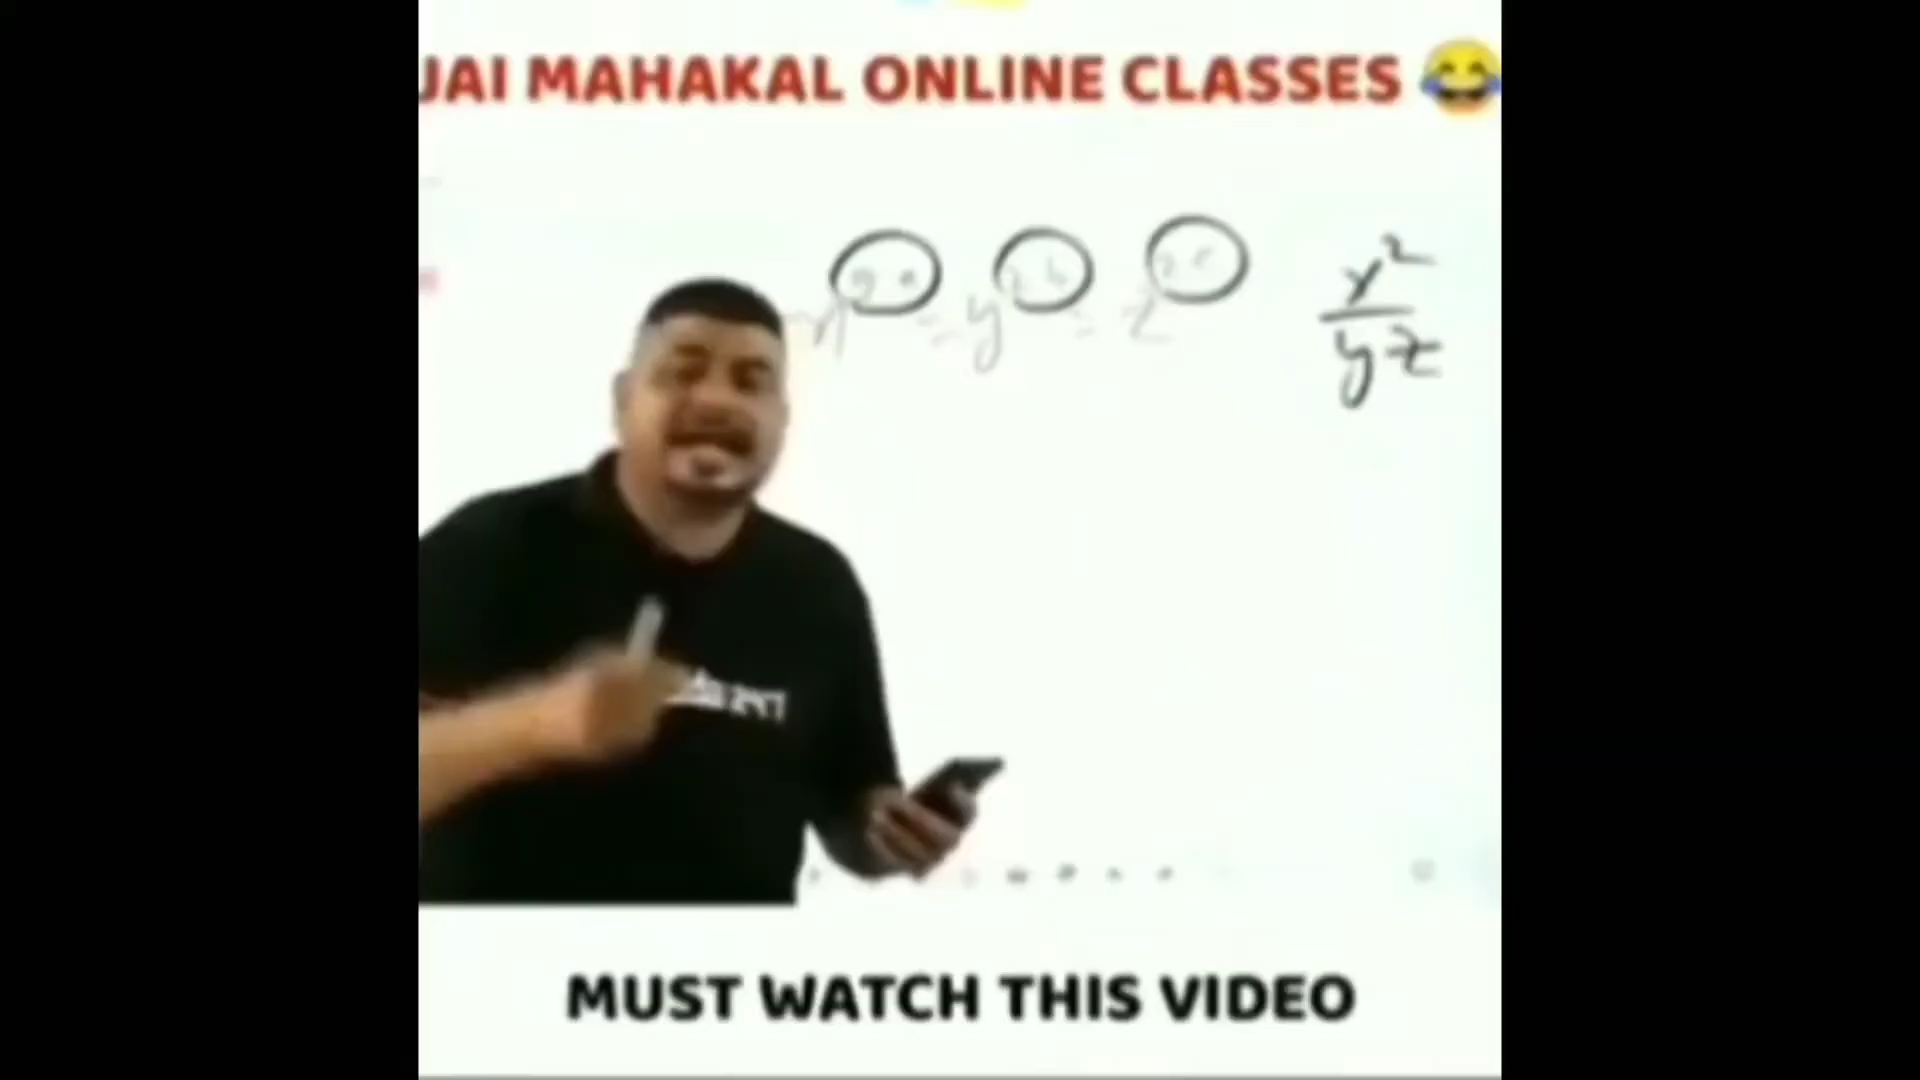 JAI MAHAKAL ONLINE CLASSES 😂
x²
yz
MUST WATCH THIS VIDEO